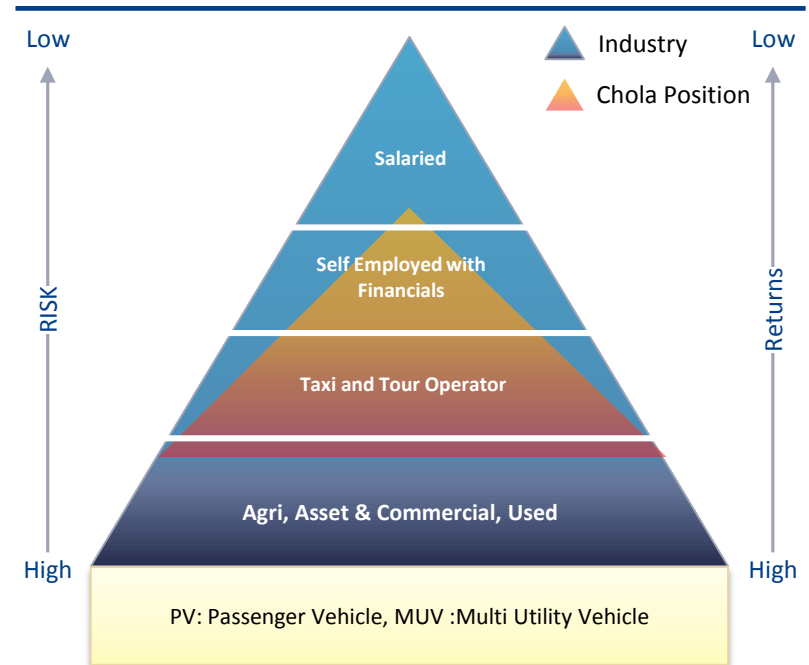 Low
Industry
Low
Chola Position
Salaried
Self Employed with
Financials
RISK
Returns
Taxi and Tour Operator
Agri, Asset & Commercial, Used
High
High
PV: Passenger Vehicle, MUV :Multi Utility Vehicle